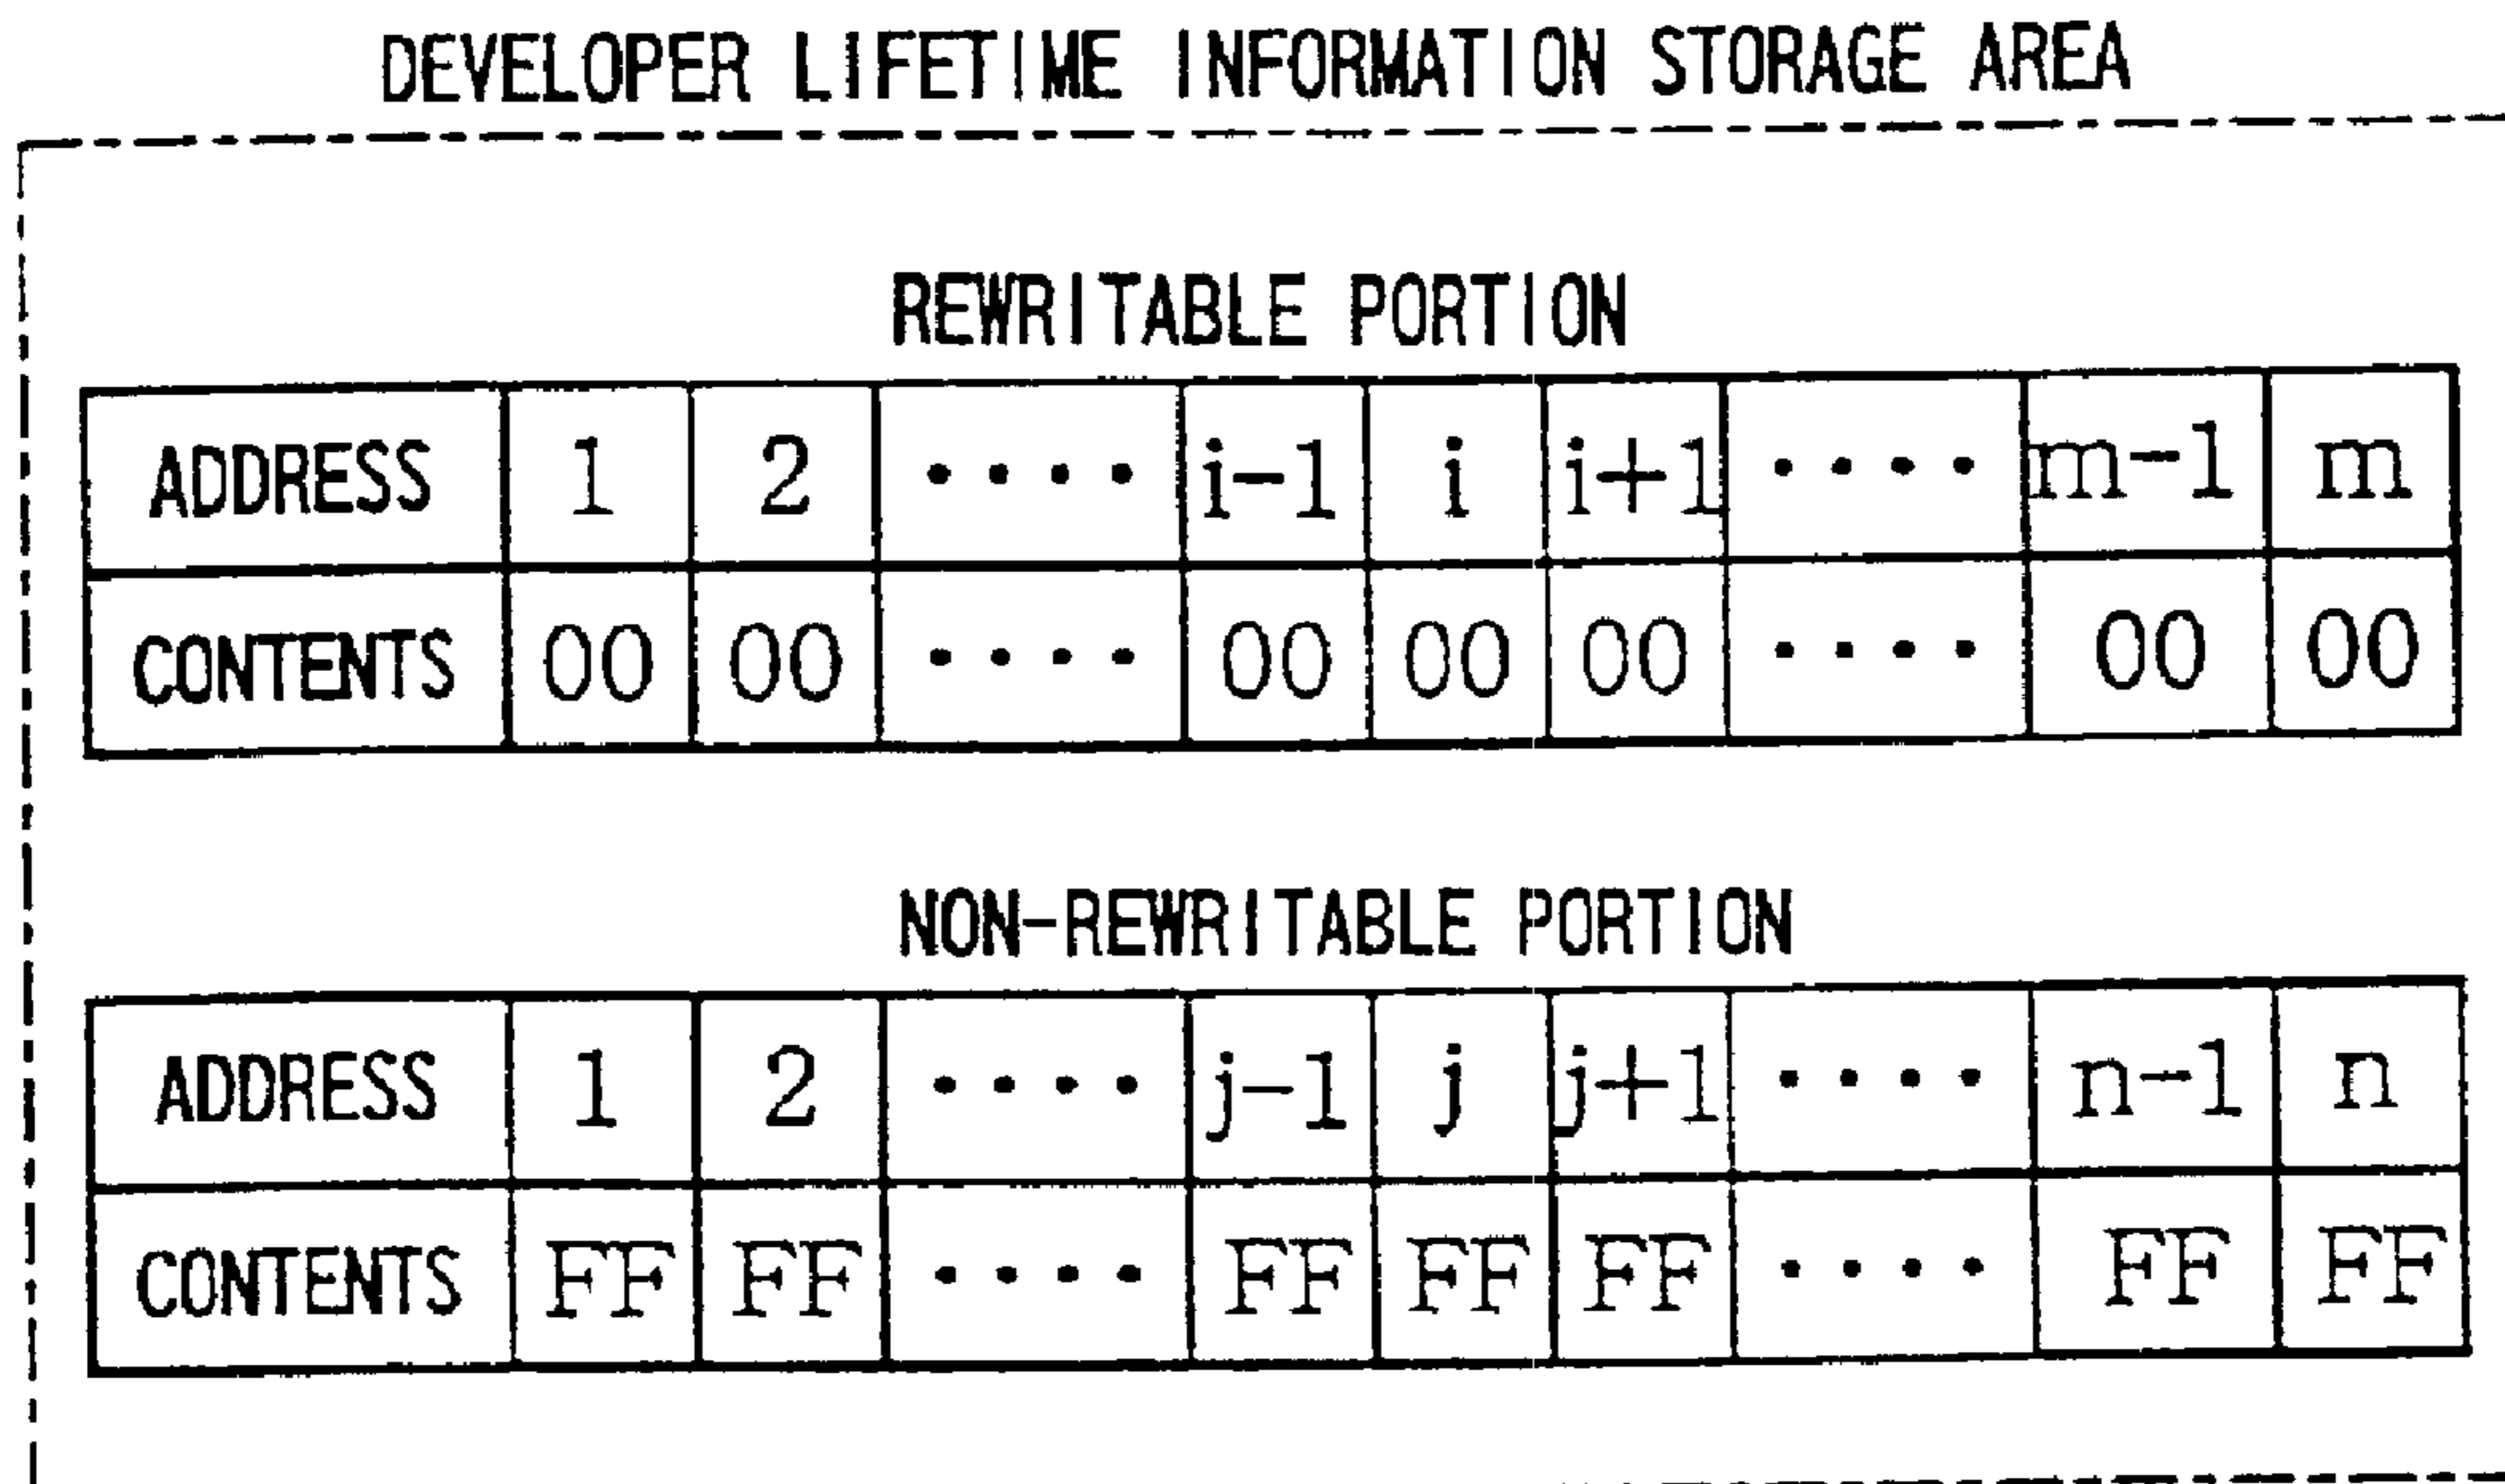 DEVELOPER LIFETIME INFORMATION STORAGE AREA
REWRITABLE PORTION
ADDRESS 1 2 •••• i-1 i i+1 •••• m-1 m
CONTENTS 00 00 •••• 00 00 00 •••• 00 00
NON-REWRITABLE PORTION
ADDRESS 1 2 •••• j-1 j j+1 •••• n-1 n
CONTENTS FF FF •••• FF FF FF •••• FF FF